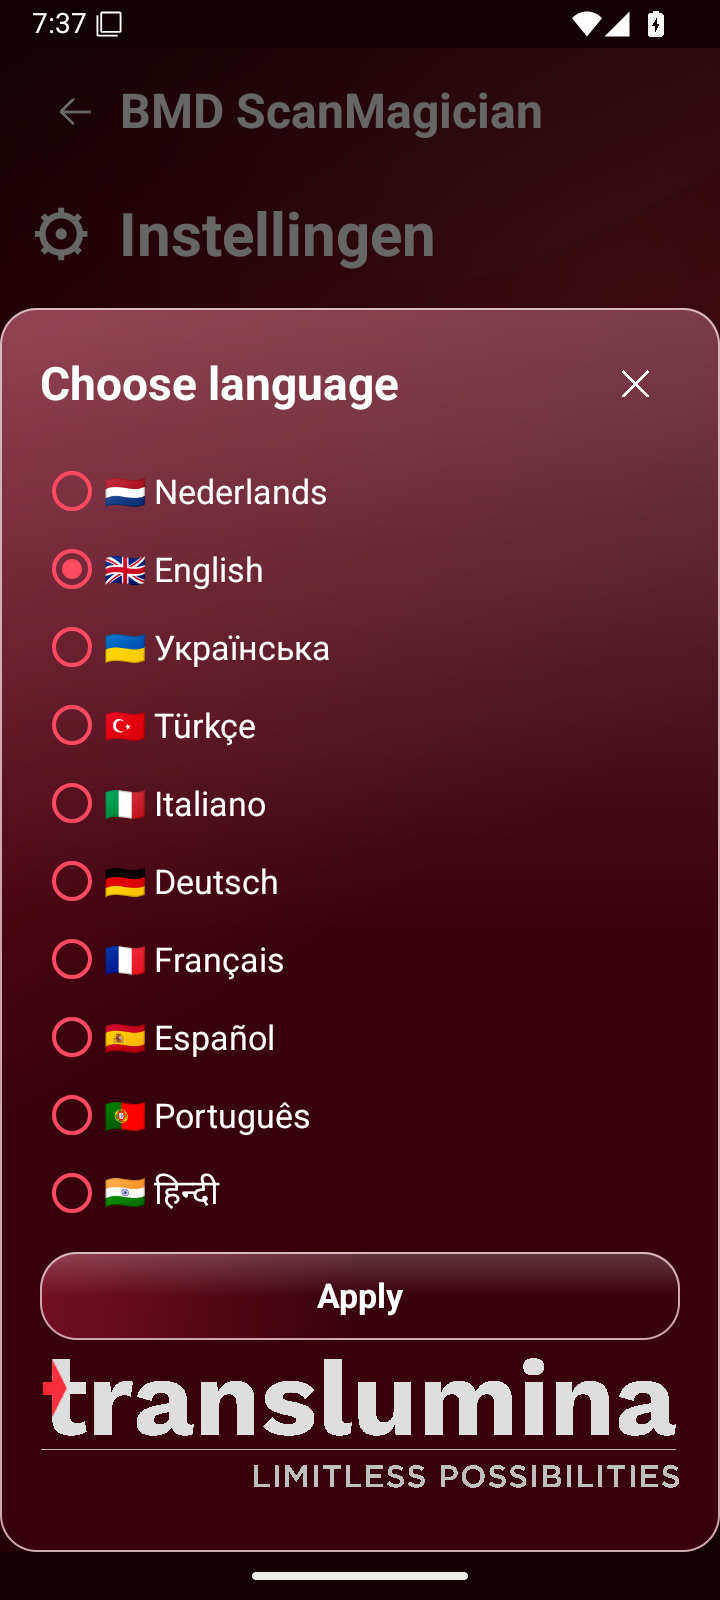 7:37
BMD ScanMagician
Instellingen
Choose language
Nederlands
English
Українська
Türkçe
Italiano
Deutsch
Français
Español
Português
हिन्दी
Apply
translumina
LIMITLESS POSSIBILITIES